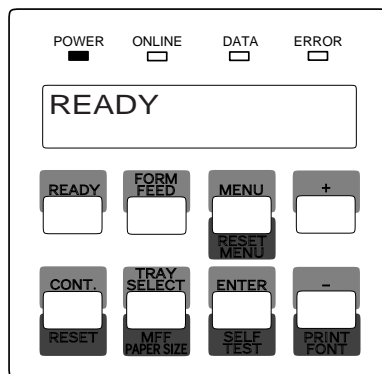 POWER ONLINE DATA ERROR
READY
READY FORM FEED MENU +
RESET MENU
CONT. TRAY SELECT ENTER -
RESET MFF PAPER SIZE SELF TEST PRINT FONT